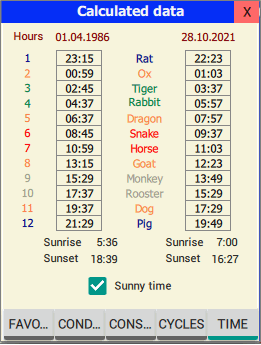 Calculated data X
Hours 01.04.1986 28.10.2021
1 23:15 Rat 22:23
2 00:59 Ox 01:03
3 02:45 Tiger 03:37
4 04:37 Rabbit 05:57
5 06:37 Dragon 07:57
6 08:45 Snake 09:37
7 10:59 Horse 11:03
8 13:15 Goat 12:23
9 15:29 Monkey 13:49
10 17:37 Rooster 15:29
11 19:37 Dog 17:29
12 21:29 Pig 19:49
Sunrise 5:36 Sunrise 7:00
Sunset 18:39 Sunset 16:27
Sunny time
FAVO... COND... CONS... CYCLES TIME